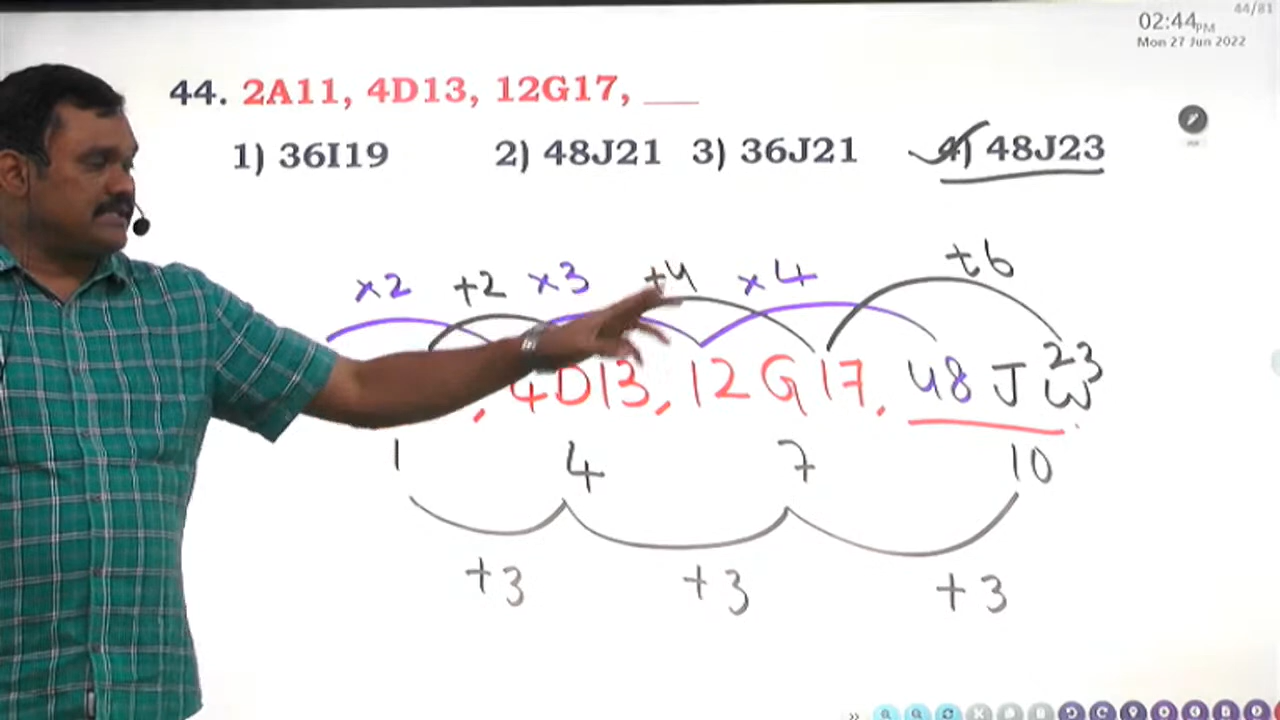 44/81
02:44PM
Mon 27 Jun 2022
44. 2A11, 4D13, 12G17, ___
1) 36I19 2) 48J21 3) 36J21 4) 48J23
×2 +2 ×3 +4 ×4 +6
, 4D13, 12G17, 48J23
1 4 7 10
+3 +3 +3